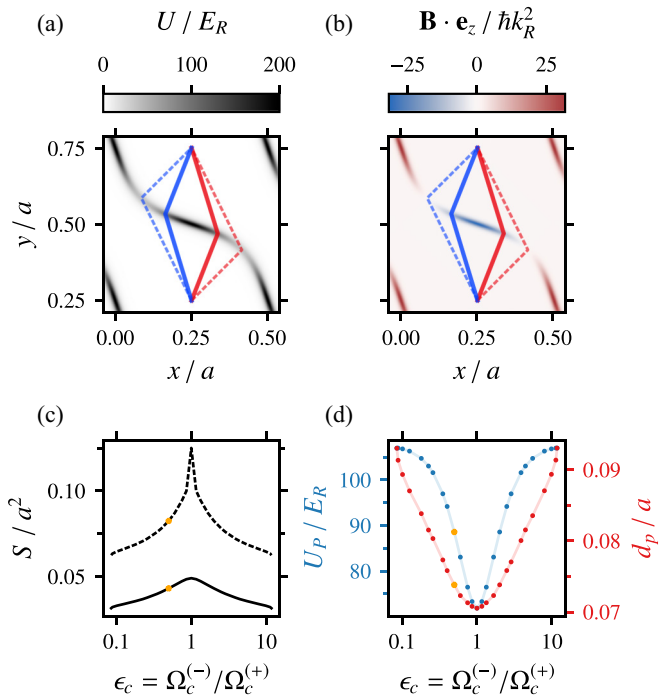 (a)
U / E_R
0 100 200
(b)
B · e_z / ℏk_R^2
−25 0 25
0.75
0.50
0.25
y / a
0.00 0.25 0.50
x / a
0.00 0.25 0.50
x / a
(c)
S / a^2
0.10
0.05
0.1 1 10
ϵ_c = Ω_c^(−)/Ω_c^(+)
(d)
U_P / E_R
100
90
80
d_p / a
0.09
0.08
0.07
0.1 1 10
ϵ_c = Ω_c^(−)/Ω_c^(+)